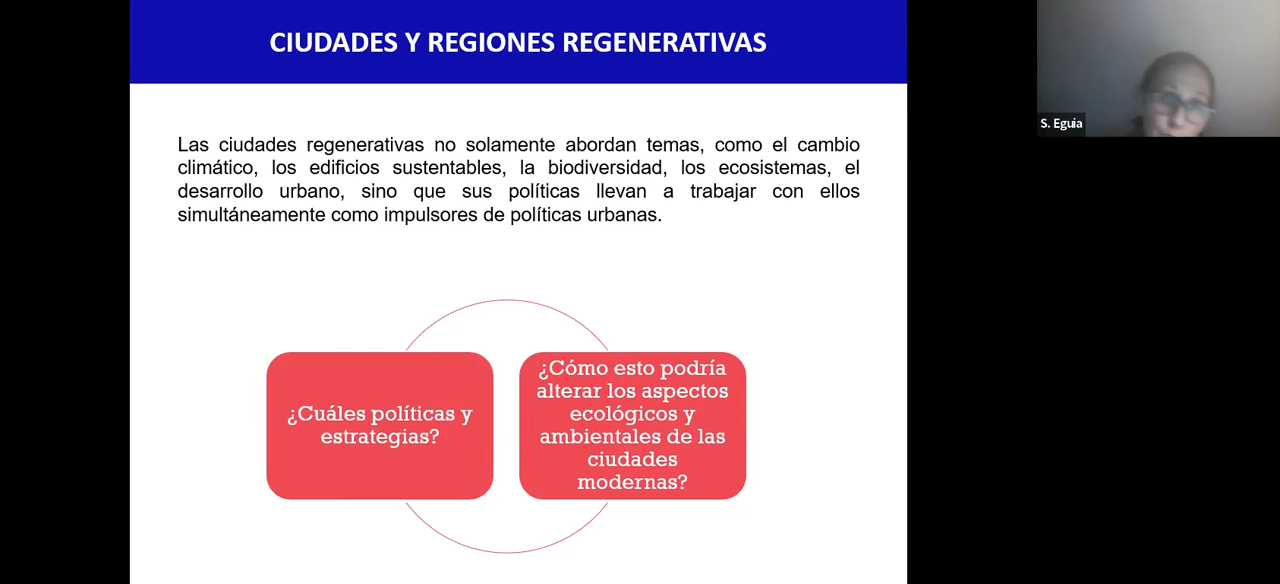 CIUDADES Y REGIONES REGENERATIVAS
S. Eguia
Las ciudades regenerativas no solamente abordan temas, como el cambio
climático, los edificios sustentables, la biodiversidad, los ecosistemas, el
desarrollo urbano, sino que sus políticas llevan a trabajar con ellos
simultáneamente como impulsores de políticas urbanas.
¿Cuáles políticas y
estrategias?
¿Cómo esto podría
alterar los aspectos
ecológicos y
ambientales de las
ciudades
modernas?